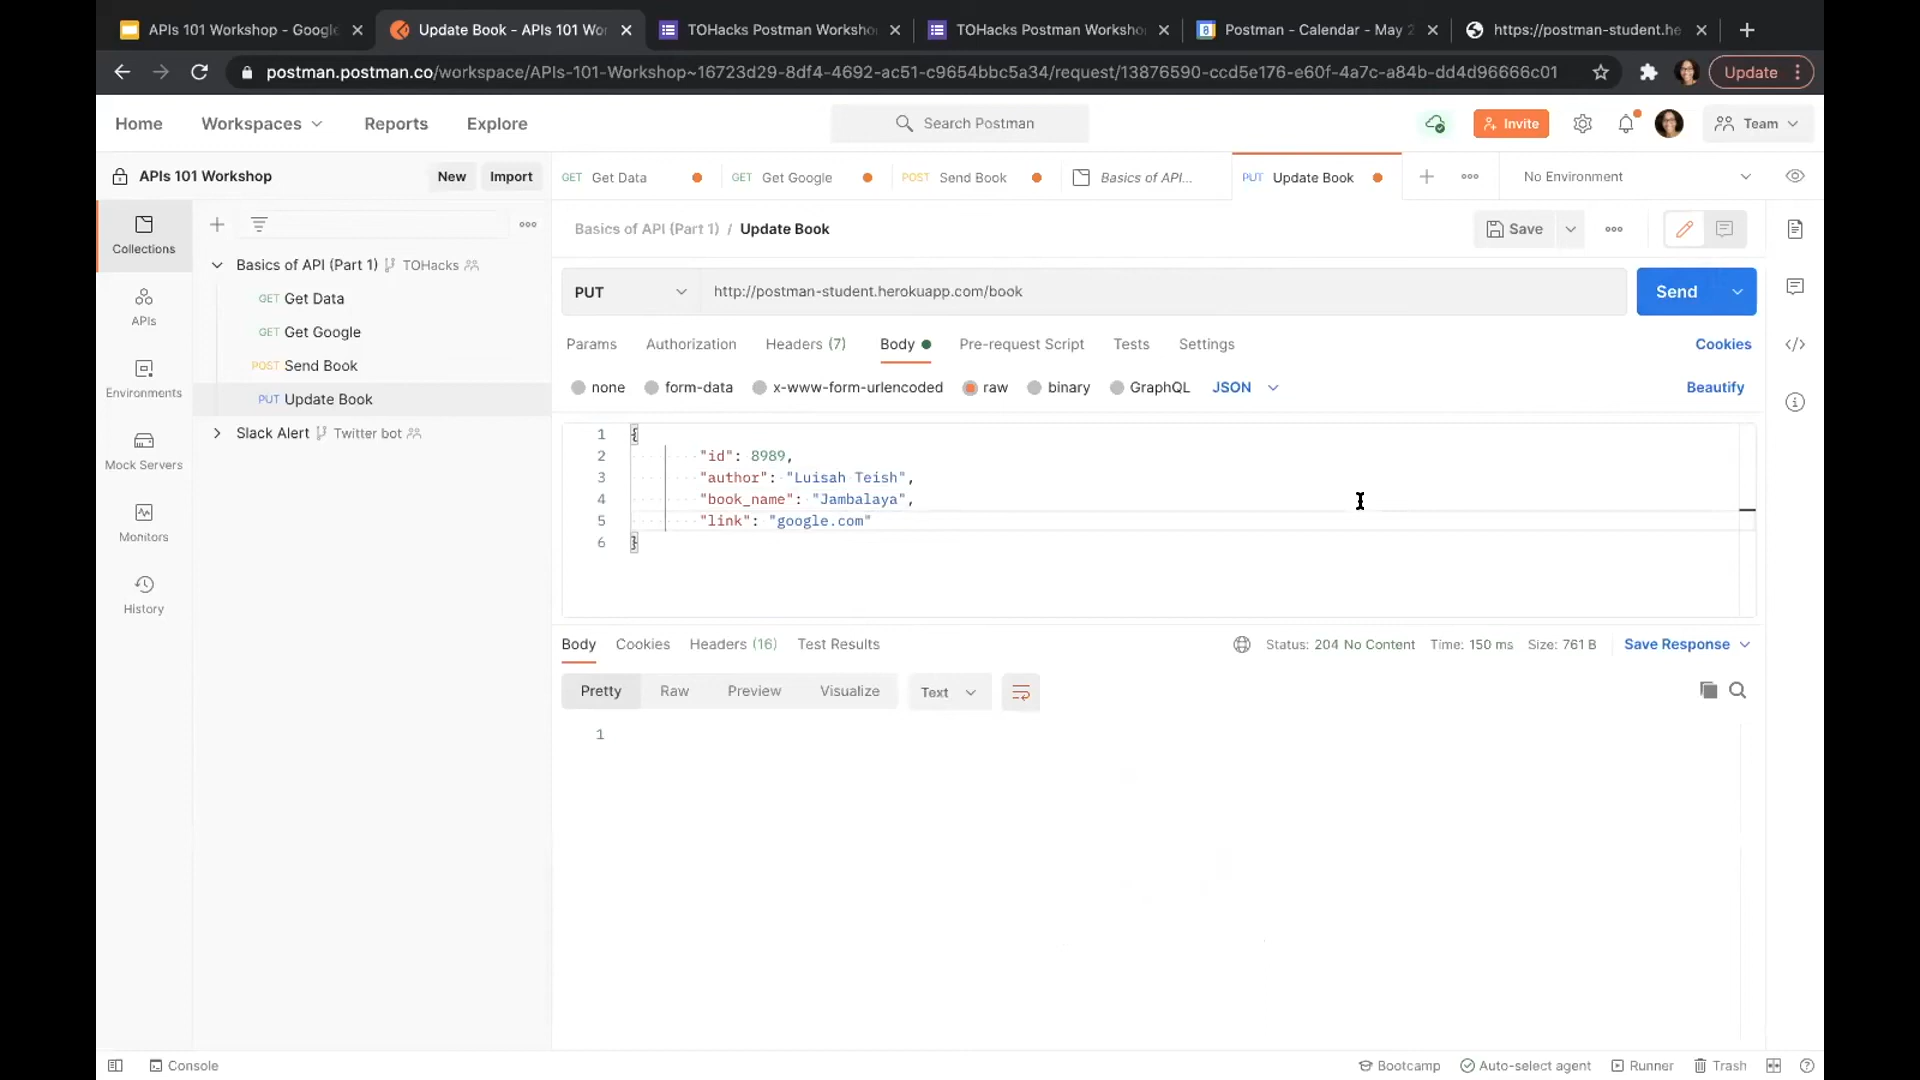 APIs 101 Workshop - Google
Update Book - APIs 101 Wor
TOHacks Postman Worksho
TOHacks Postman Worksho
Postman - Calendar - May 2
https://postman-student.he
postman.postman.co/workspace/APIs-101-Workshop~16723d29-8df4-4692-ac51-c9654bbc5a34/request/13876590-ccd5e176-e60f-4a7c-a84b-dd4d96666c01
Update
Home
Workspaces
Reports
Explore
Search Postman
Invite
Team
APIs 101 Workshop
New
Import
GET Get Data
GET Get Google
POST Send Book
Basics of API...
PUT Update Book
No Environment
Collections
APIs
Environments
Mock Servers
Monitors
History
Basics of API (Part 1) TOHacks
GET Get Data
GET Get Google
POST Send Book
PUT Update Book
Slack Alert Twitter bot
Basics of API (Part 1) / Update Book
Save
PUT
http://postman-student.herokuapp.com/book
Send
Params
Authorization
Headers (7)
Body
Pre-request Script
Tests
Settings
Cookies
none
form-data
x-www-form-urlencoded
raw
binary
GraphQL
JSON
Beautify
1 {
2 "id": 8989,
3 "author": "Luisah Teish",
4 "book_name": "Jambalaya",
5 "link": "google.com"
6 }
Body
Cookies
Headers (16)
Test Results
Status: 204 No Content
Time: 150 ms
Size: 761 B
Save Response
Pretty
Raw
Preview
Visualize
Text
1
Console
Bootcamp
Auto-select agent
Runner
Trash